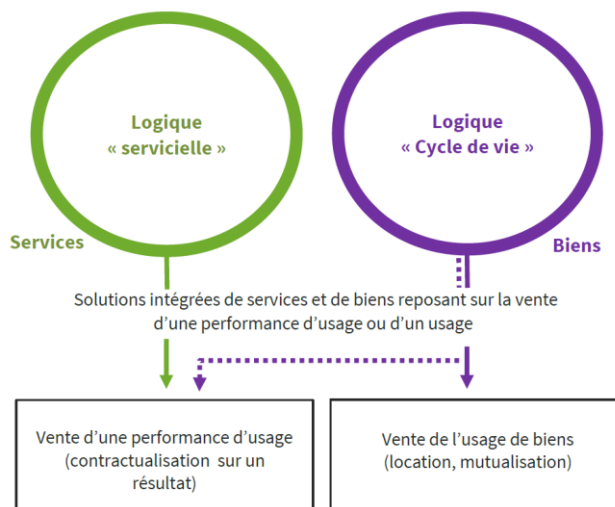 Logique
« servicielle »
Logique
« Cycle de vie »
Services
Biens
Solutions intégrées de services et de biens reposant sur la vente
d’une performance d’usage ou d’un usage
Vente d’une performance d’usage
(contractualisation sur un
résultat)
Vente de l’usage de biens
(location, mutualisation)